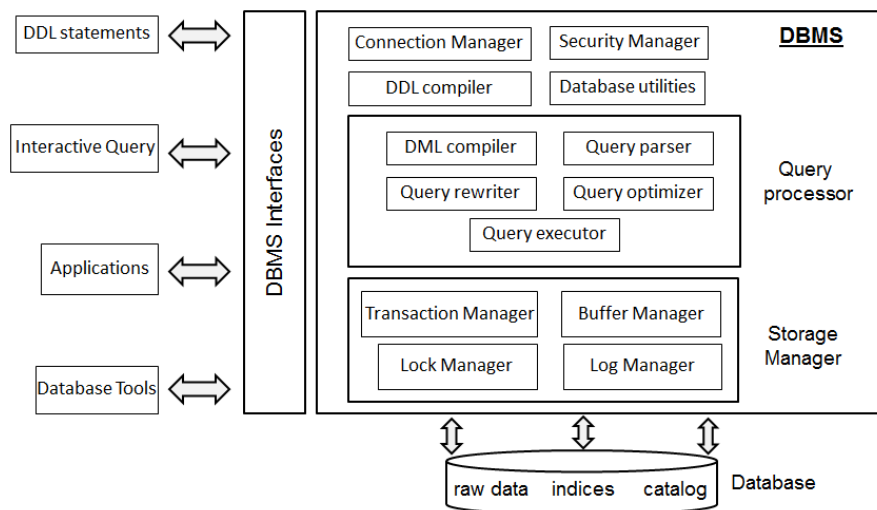 DDL statements
Interactive Query
Applications
Database Tools
DBMS Interfaces
DBMS
Connection Manager
Security Manager
DDL compiler
Database utilities
DML compiler
Query parser
Query rewriter
Query optimizer
Query executor
Query
processor
Transaction Manager
Buffer Manager
Lock Manager
Log Manager
Storage
Manager
raw data
indices
catalog
Database